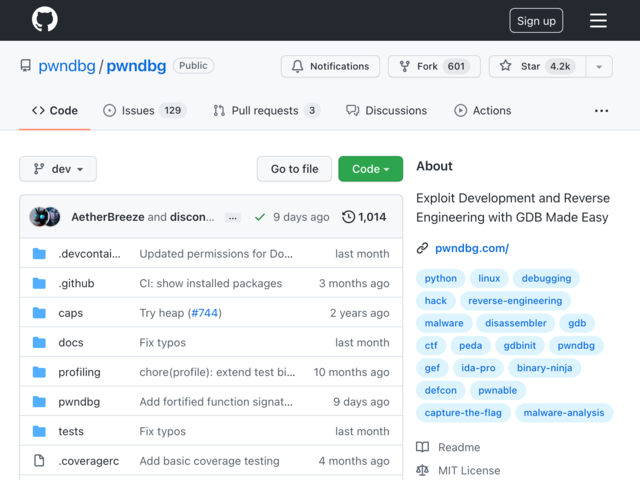 Sign up
pwndbg / pwndbg Public
Notifications
Fork 601
Star 4.2k
Code
Issues 129
Pull requests 3
Discussions
Actions
dev
Go to file
Code
AetherBreeze and discon... ... 9 days ago 1,014
.devcontai... Updated permissions for Do... last month
.github CI: show installed packages 3 months ago
caps Try heap (#744) 2 years ago
docs Fix typos last month
profiling chore(profile): extend test bi... 10 months ago
pwndbg Add fortified function signat... 9 days ago
tests Fix typos last month
.coveragerc Add basic coverage testing 4 months ago
About
Exploit Development and Reverse
Engineering with GDB Made Easy
pwndbg.com/
python linux debugging
hack reverse-engineering
malware disassembler gdb
ctf peda gdbinit pwndbg
gef ida-pro binary-ninja
defcon pwnable
capture-the-flag malware-analysis
Readme
MIT License